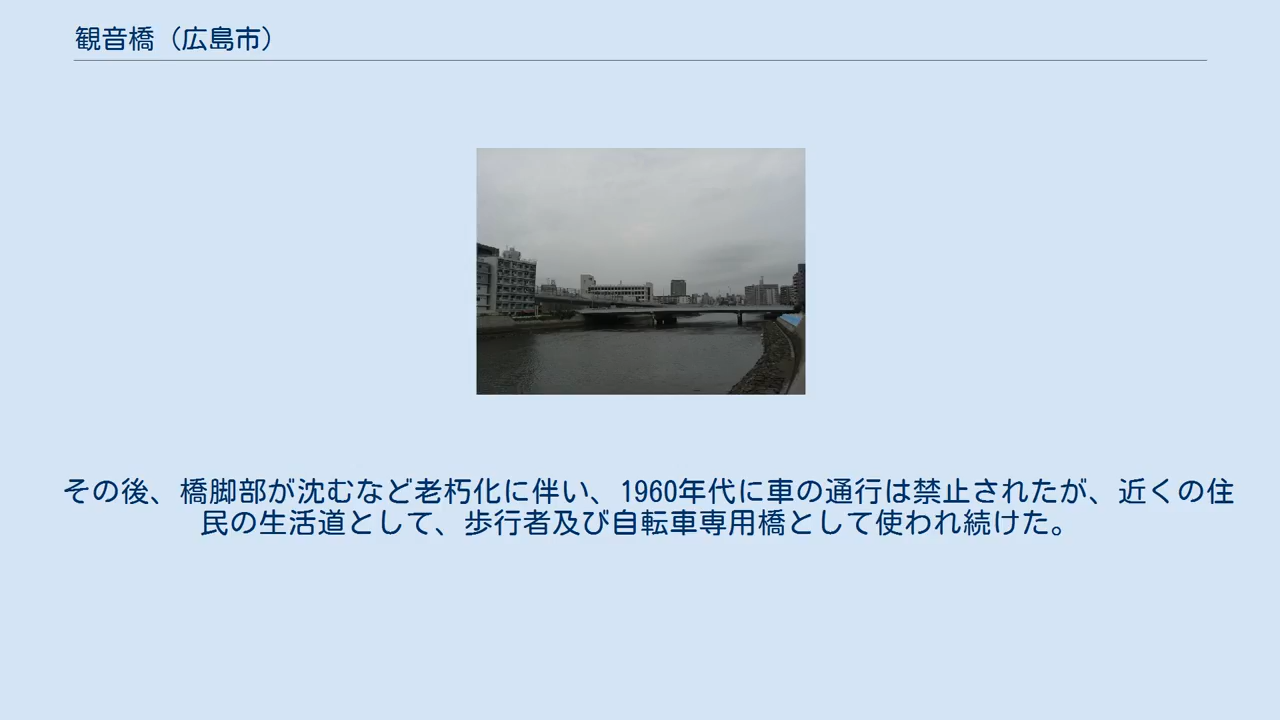 観音橋（広島市）
その後、橋脚部が沈むなど老朽化に伴い、1960年代に車の通行は禁止されたが、近くの住
民の生活道として、歩行者及び自転車専用橋として使われ続けた。